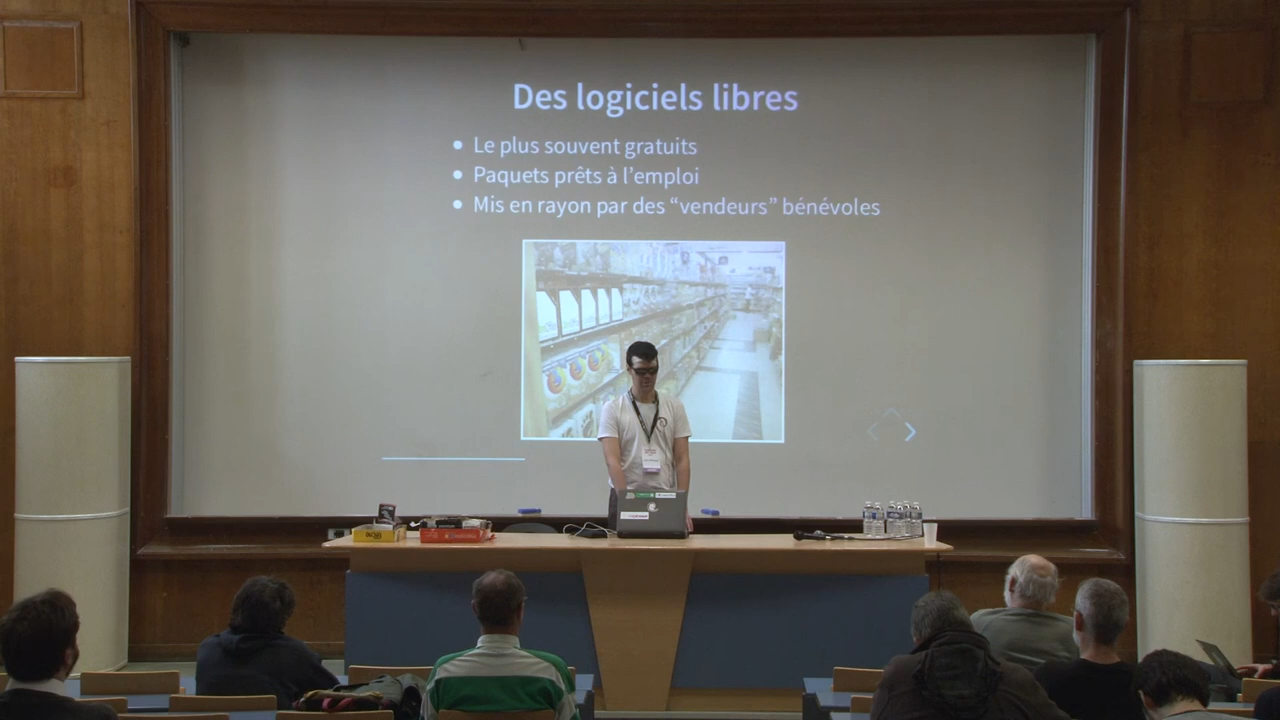 Des logiciels libres
Le plus souvent gratuits
Paquets prêts à l'emploi
Mis en rayon par des “vendeurs” bénévoles